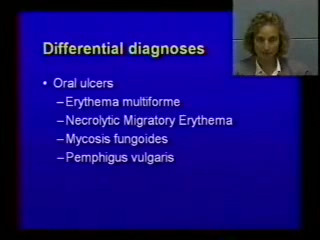 Differential diagnoses
• Oral ulcers
–Erythema multiforme
–Necrolytic Migratory Erythema
–Mycosis fungoides
–Pemphigus vulgaris